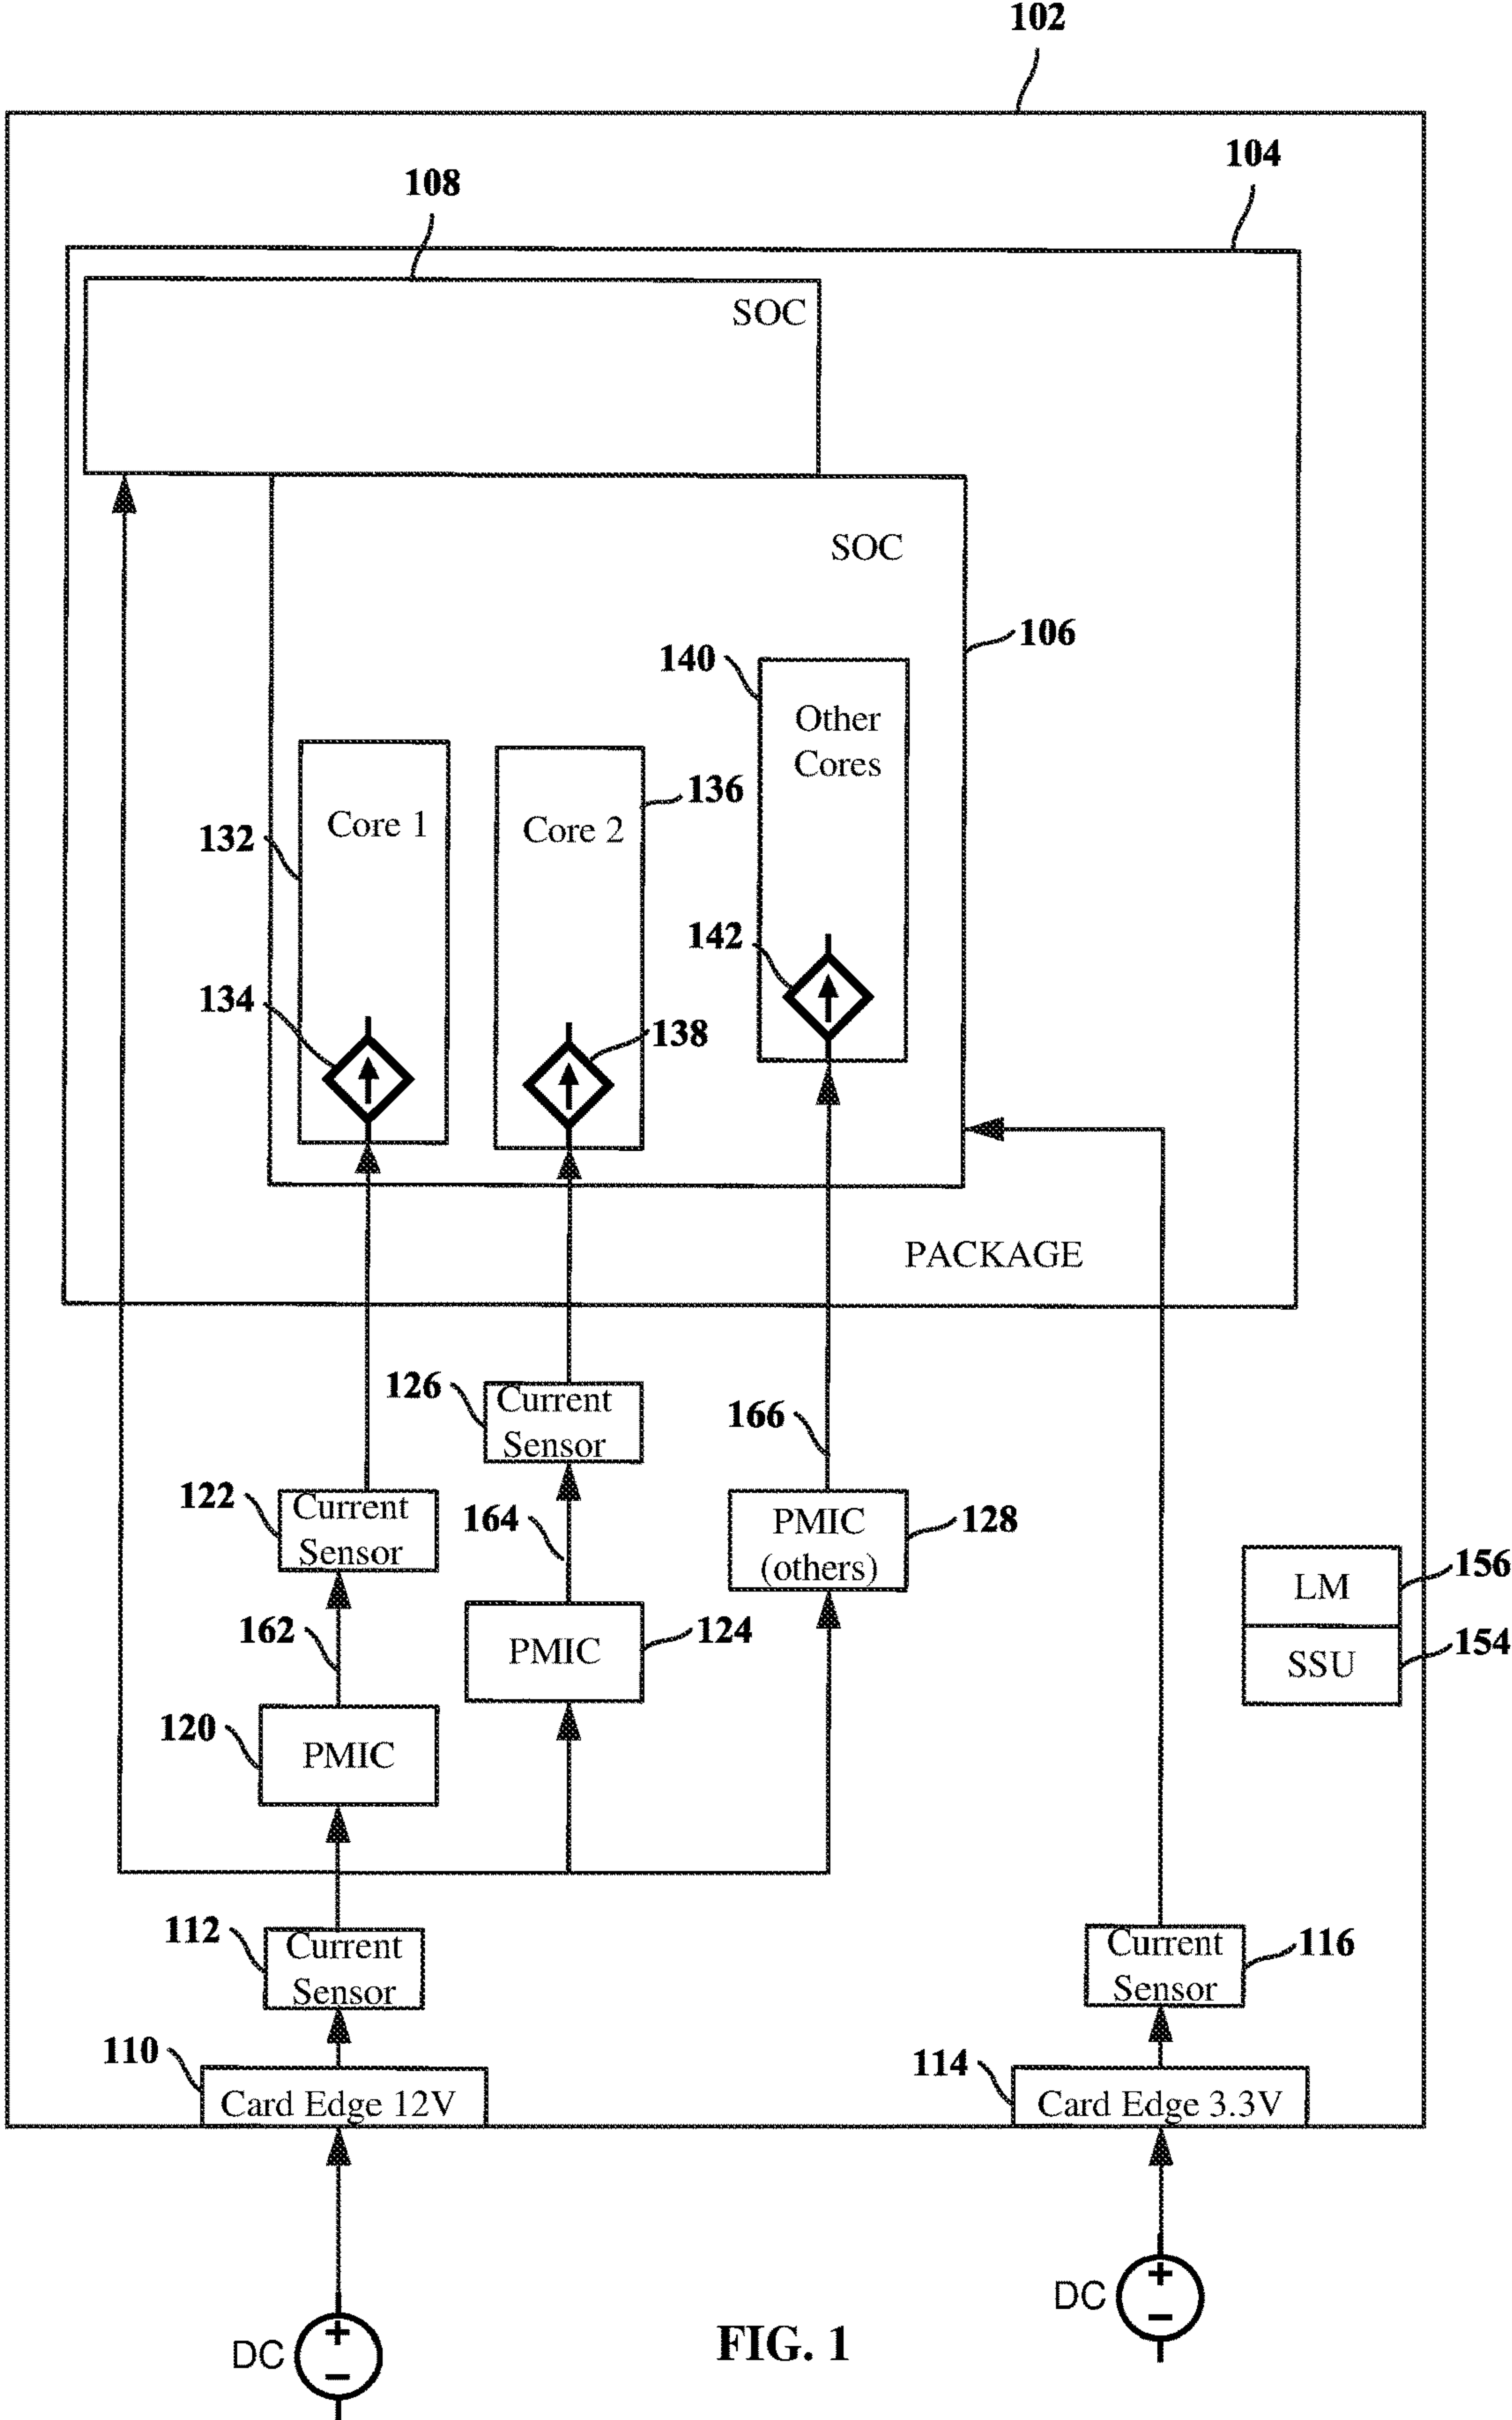 102
104
108
SOC
SOC
106
140
Other
Cores
136
Core 1
Core 2
132
142
134
138
PACKAGE
126
Current
Sensor
166
122
Current
Sensor
164
PMIC
(others)
128
LM
156
162
PMIC
124
SSU
154
120
PMIC
112
Current
Sensor
Current
Sensor
116
110
Card Edge 12V
114
Card Edge 3.3V
DC
DC
FIG. 1